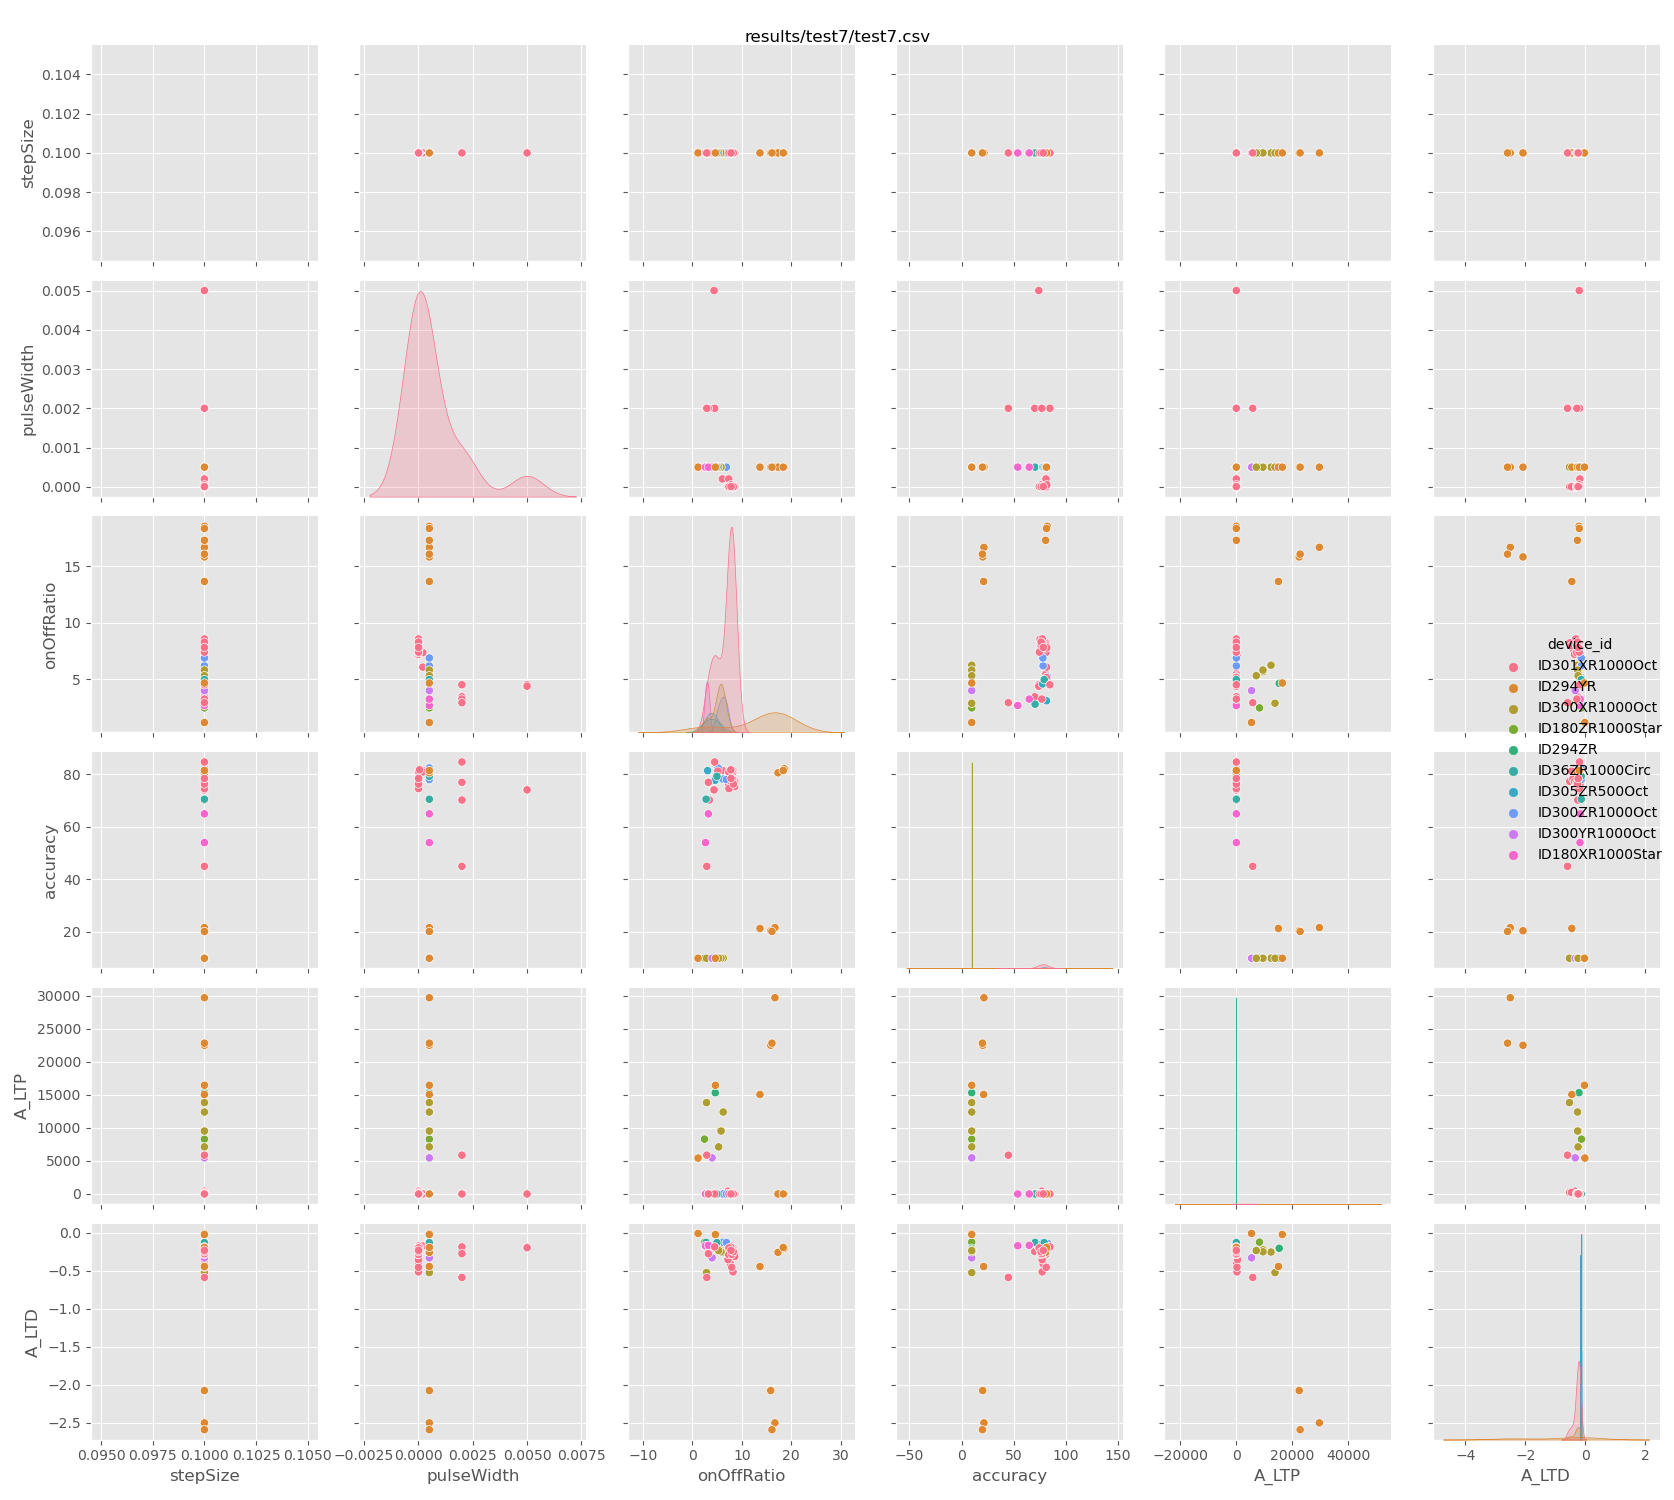 results/test7/test7.csv
0.104
0.102
0.100
0.098
0.096
stepSize
0.005
0.004
0.003
0.002
0.001
0.000
pulseWidth
15
10
5
onOffRatio
device_id
ID301XR1000Oct
ID294YR
ID300XR1000Oct
ID180ZR1000Star
ID294ZR
ID36ZR1000Circ
ID305ZR500Oct
ID300ZR1000Oct
ID300YR1000Oct
ID180XR1000Star
80
60
40
20
accuracy
30000
25000
20000
15000
10000
5000
0
A_LTP
0.0
−0.5
−1.0
−1.5
−2.0
−2.5
A_LTD
0.0950 0.0975 0.1000 0.1025 0.1050
stepSize
−0.0025 0.0000 0.0025 0.0050 0.0075
pulseWidth
−10 0 10 20 30
onOffRatio
−50 0 50 100 150
accuracy
−20000 0 20000 40000
A_LTP
−4 −2 0 2
A_LTD